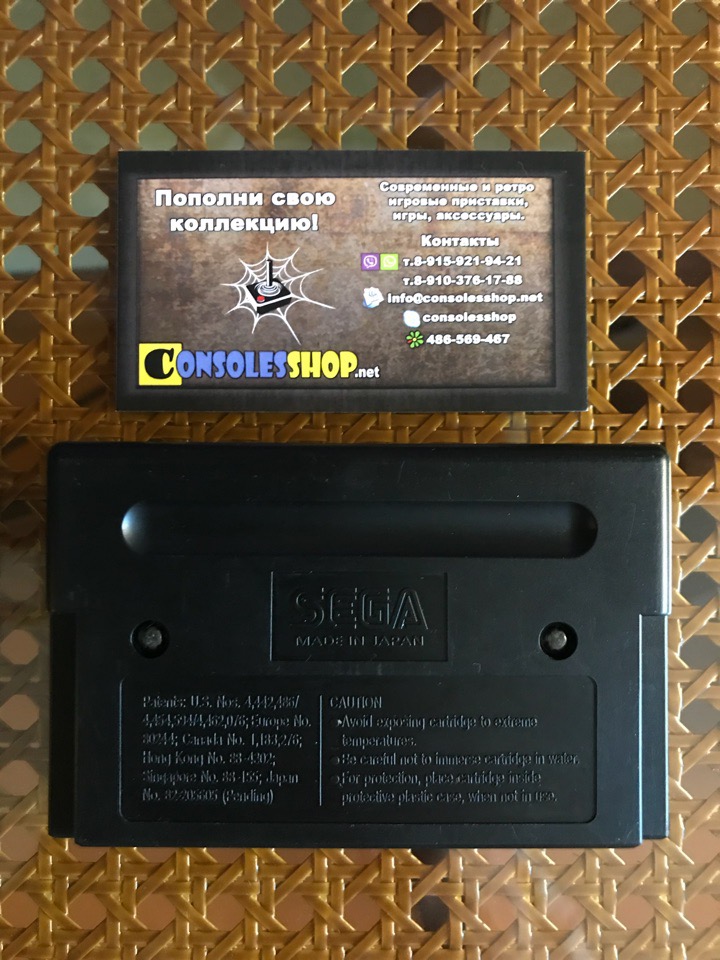 Пополни свою
коллекцию!
Современные и ретро
игровые приставки,
игры, аксессуары.
Контакты
т.8-915-921-94-21
т.8-910-376-17-88
info@consolesshop.net
consolesshop
486-569-467
CONSOLESSHOP.net
SEGA
MADE IN JAPAN
Patents: U.S. Nos. 4,442,486/
4,454,594/4,462,076; Europe No.
80244; Canada No. 1,183,276;
Hong Kong No. 88-4302;
Singapore No. 88-155; Japan
No. 82-205605 (Pending)
CAUTION
•Avoid exposing cartridge to extreme
temperatures.
•Be careful not to immerse cartridge in water.
•For protection, place cartridge inside
protective plastic case, when not in use.